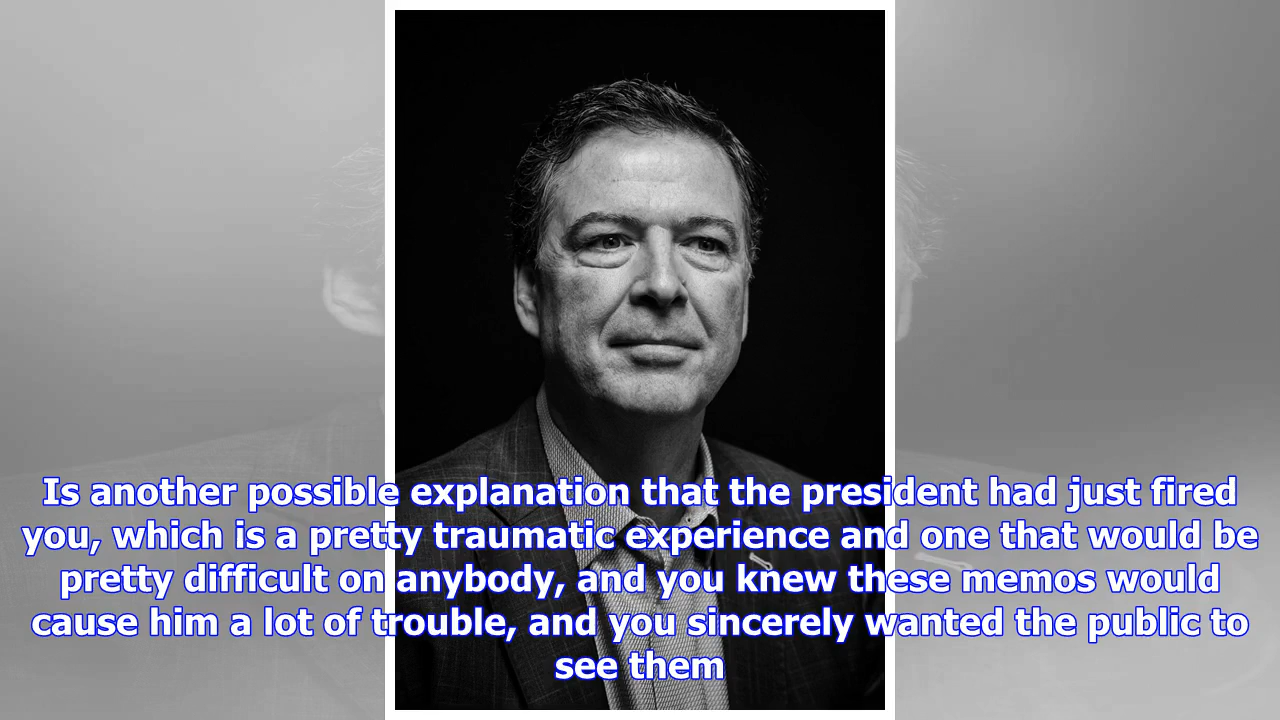 Is another possible explanation that the president had just fired
you, which is a pretty traumatic experience and one that would be
pretty difficult on anybody, and you knew these memos would
cause him a lot of trouble, and you sincerely wanted the public to
see them